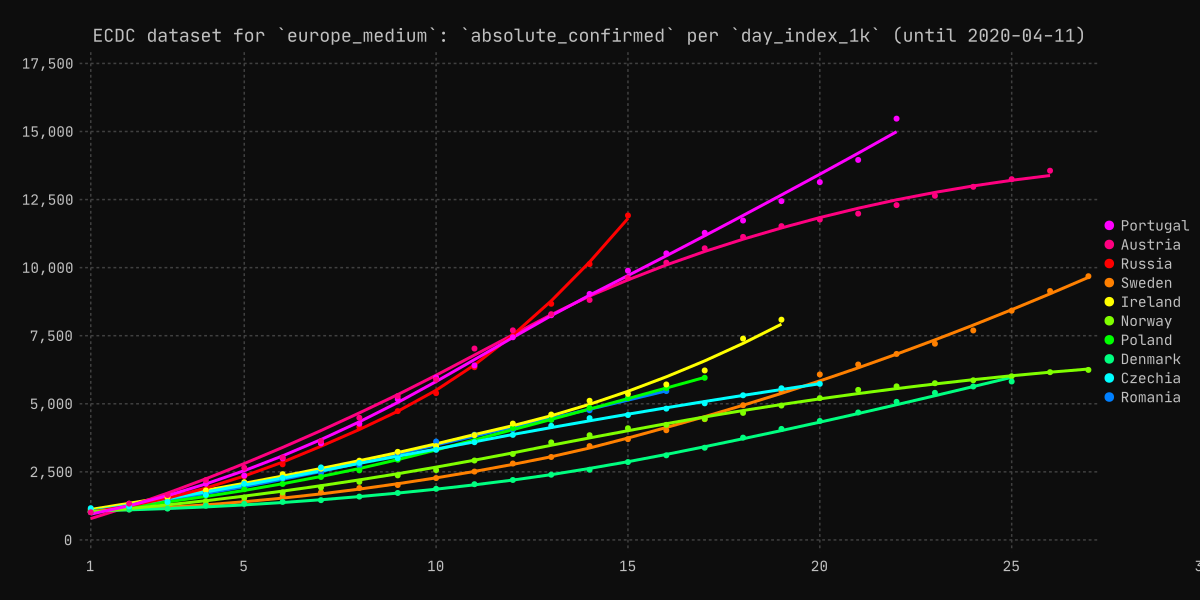 ECDC dataset for `europe_medium`: `absolute_confirmed` per `day_index_1k` (until 2020-04-11)
17,500
15,000
12,500
10,000
7,500
5,000
2,500
0
1 5 10 15 20 25 3
Portugal
Austria
Russia
Sweden
Ireland
Norway
Poland
Denmark
Czechia
Romania